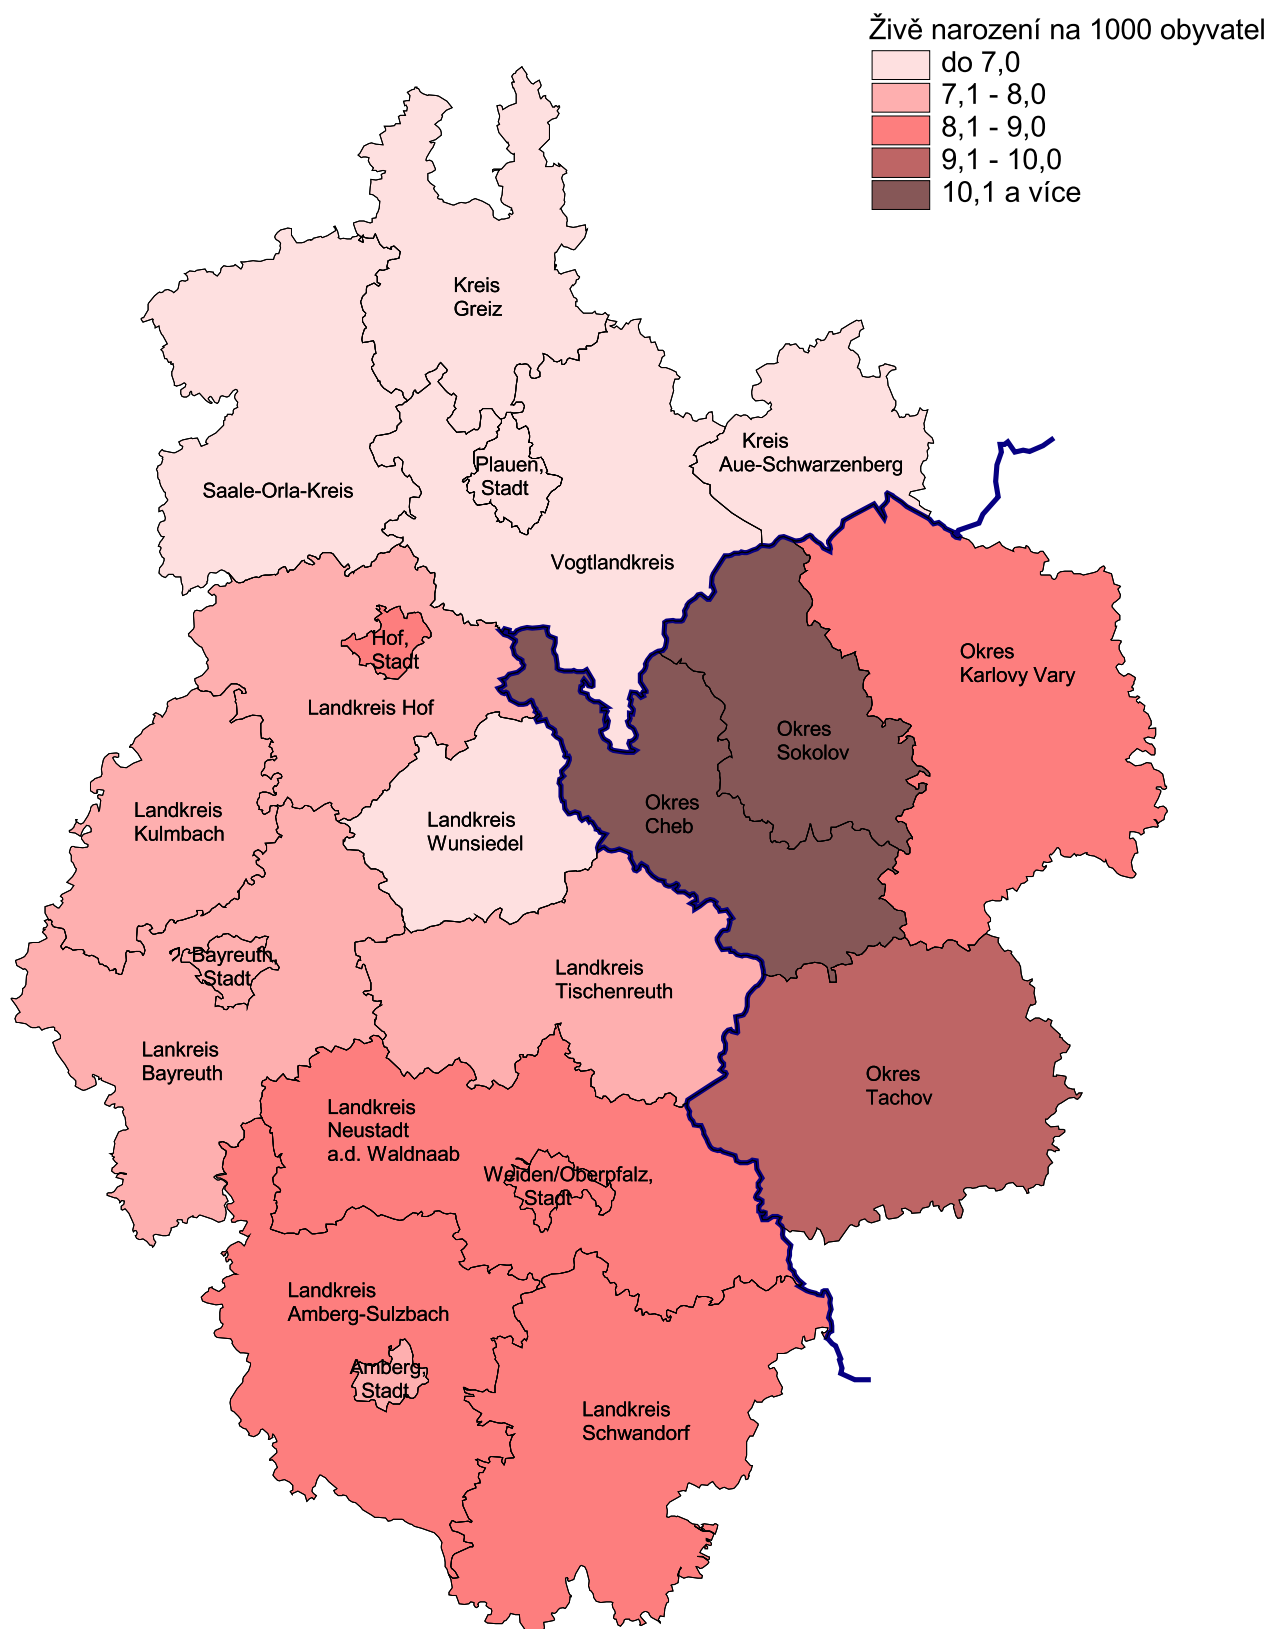 Živě narození na 1000 obyvatel
do 7,0
7,1 - 8,0
8,1 - 9,0
9,1 - 10,0
10,1 a více
Kreis
Greiz
Kreis
Aue-Schwarzenberg
Plauen,
Stadt
Saale-Orla-Kreis
Vogtlandkreis
Hof,
Stadt
Okres
Karlovy Vary
Landkreis Hof
Okres
Sokolov
Landkreis
Kulmbach
Landkreis
Wunsiedel
Okres
Cheb
Bayreuth,
Stadt
Landkreis
Tischenreuth
Lankreis
Bayreuth
Okres
Tachov
Landkreis
Neustadt
a.d. Waldnaab
Weiden/Oberpfalz,
Stadt
Landkreis
Amberg-Sulzbach
Amberg,
Stadt
Landkreis
Schwandorf